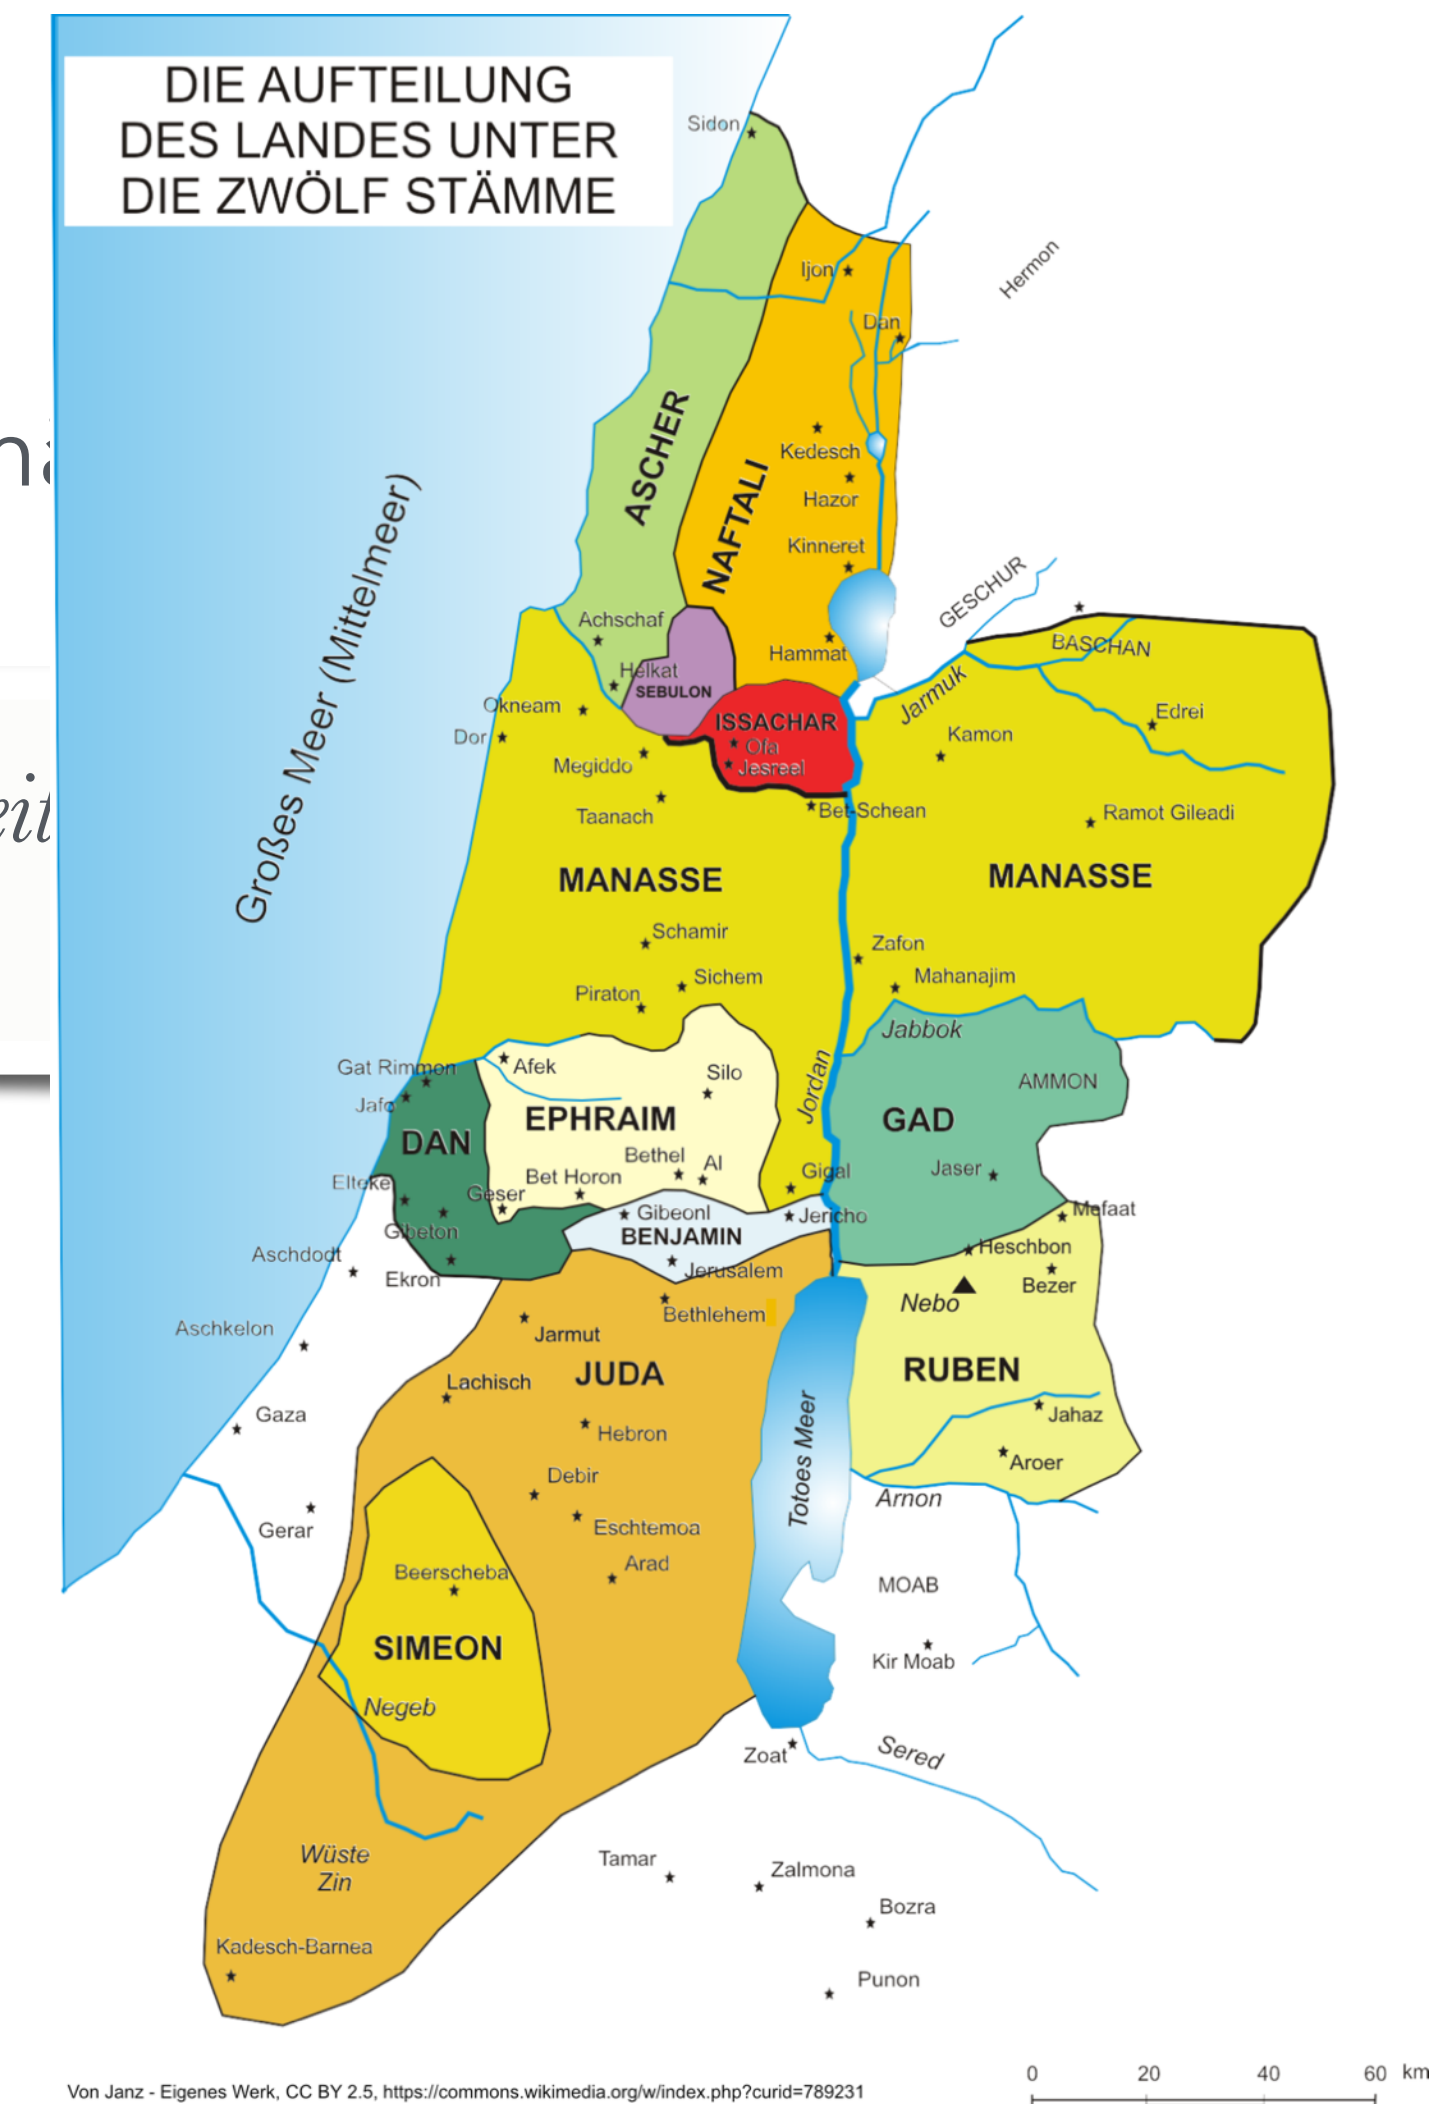 DIE AUFTEILUNG
DES LANDES UNTER
DIE ZWÖLF STÄMME
Sidon
Hermon
Ijon
Dan
ASCHER
NAFTALI
Kedesch
Hazor
Kinneret
Großes Meer (Mittelmeer)
GESCHUR
BASCHAN
Achschaf
Hammat
Helkat
SEBULON
Jarmuk
Okneam
ISSACHAR
Edrei
Dor
Ofa
Kamon
Megiddo
Jesreel
Taanach
Bet-Schean
Ramot Gileadi
MANASSE
MANASSE
Schamir
Zafon
Sichem
Mahanajim
Piraton
Jabbok
Gat Rimmon
Afek
Silo
Jordan
AMMON
Jafo
EPHRAIM
GAD
DAN
Bethel
AI
Gigal
Jaser
Elteke
Bet Horon
Geser
Gibeonl
Jericho
Mefaat
Gibeton
BENJAMIN
Heschbon
Aschdodt
Ekron
Jerusalem
Bezer
Nebo
Bethlehem
Aschkelon
Jarmut
JUDA
RUBEN
Lachisch
Gaza
Hebron
Totoes Meer
Jahaz
Debir
Aroer
Arnon
Gerar
Eschtemoa
Arad
Beerscheba
MOAB
SIMEON
Kir Moab
Negeb
Zoat
Sered
Wüste
Zin
Tamar
Zalmona
Bozra
Kadesch-Barnea
Punon
0 20 40 60 km
Von Janz - Eigenes Werk, CC BY 2.5, https://commons.wikimedia.org/w/index.php?curid=789231